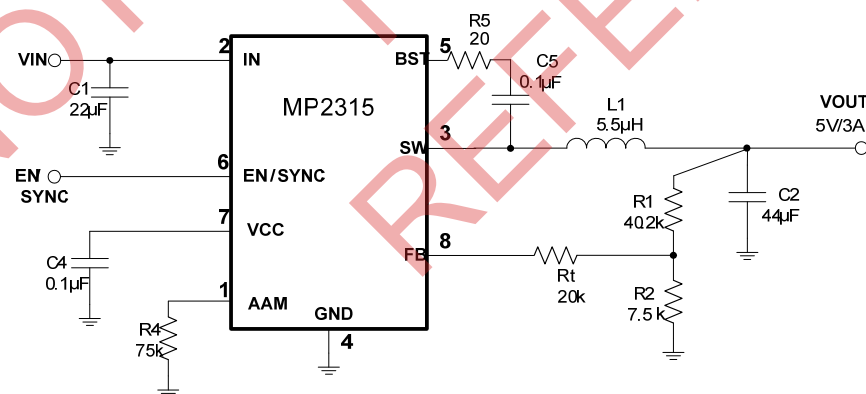 R5
20
2
5
VIN
IN
BST
C5
0.1µF
C1
22µF
MP2315
L1
5.5µH
VOUT
5V/3A
3
SW
6
EN/
SYNC
EN/SYNC
R1
40.2k
C2
44µF
7
VCC
8
FB
C4
0.1µF
Rt
20k
R2
7.5k
1
AAM
GND
4
R4
75k
NOT
REFER